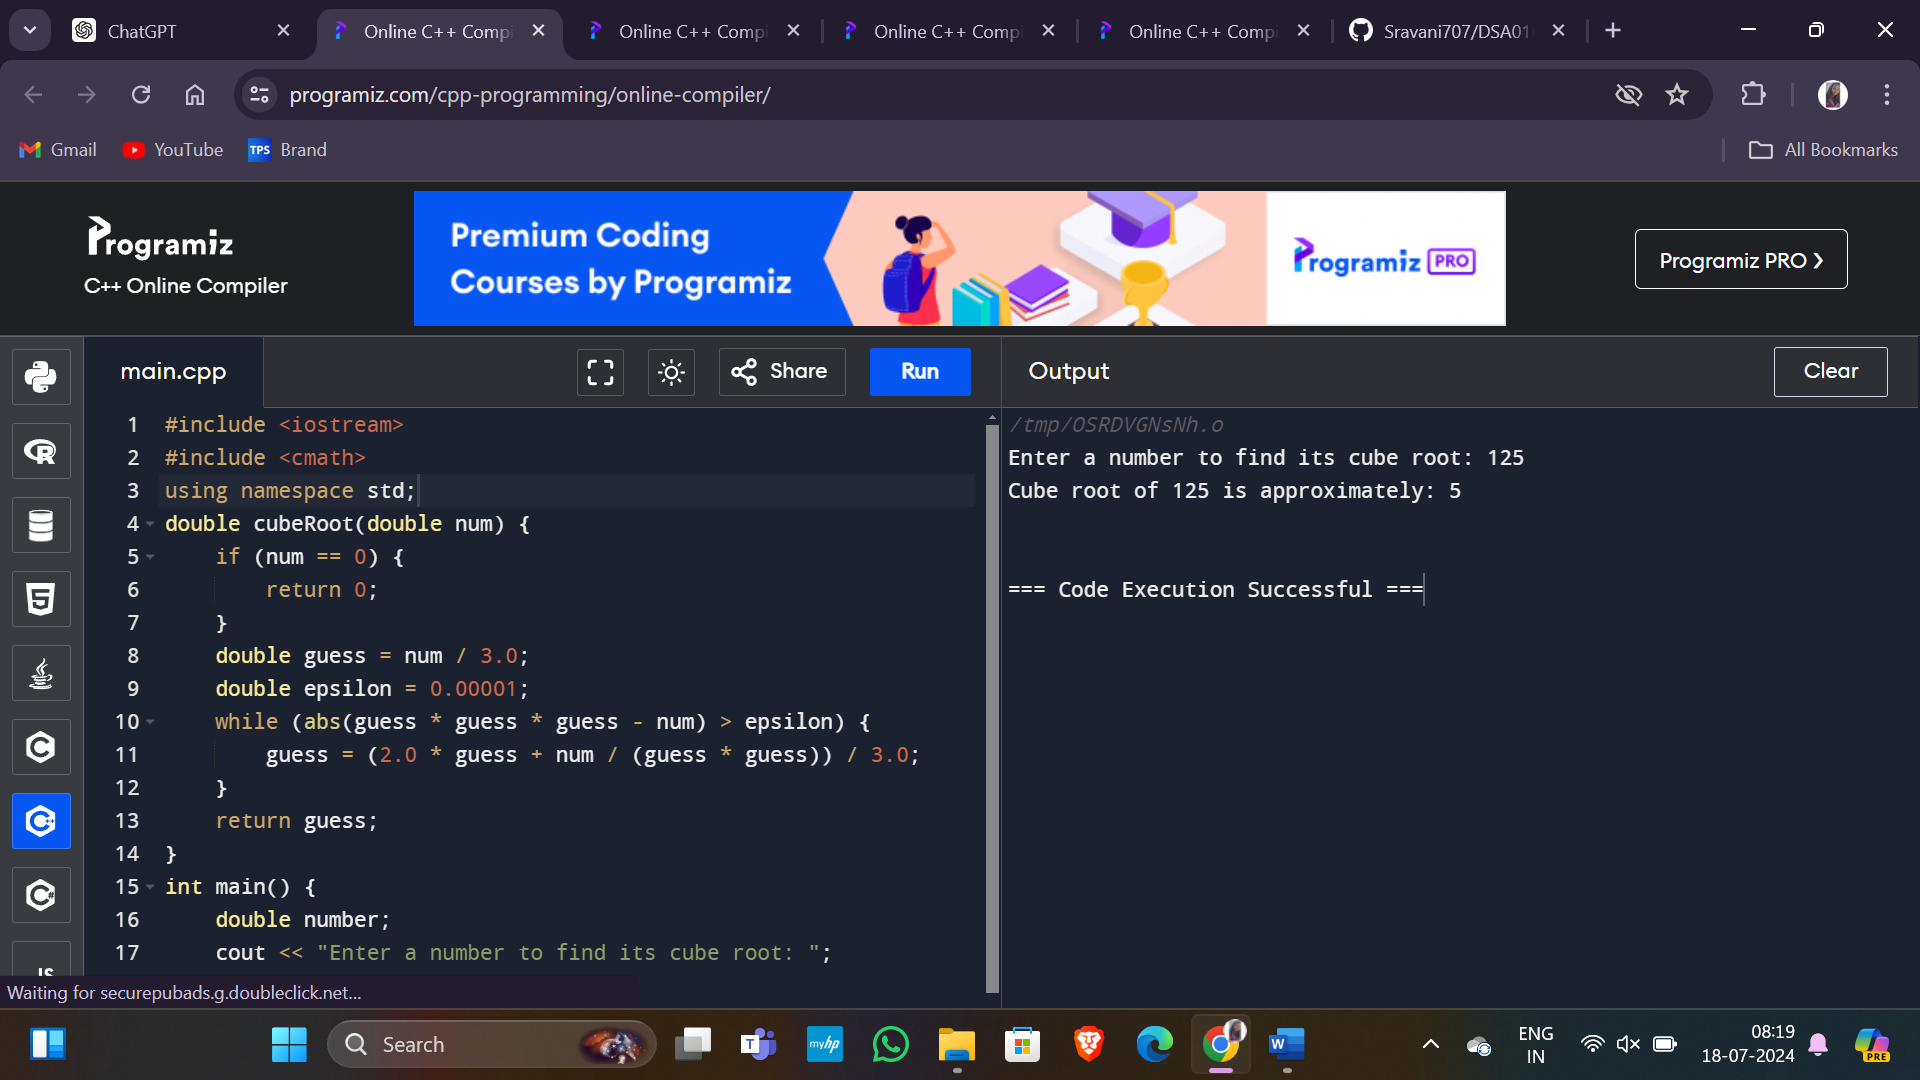 ChatGPT
Online C++ Compi
Online C++ Compi
Online C++ Compi
Online C++ Compi
Sravani707/DSA01
programiz.com/cpp-programming/online-compiler/
Gmail
YouTube
TPS
Brand
All Bookmarks
Programiz
C++ Online Compiler
Premium Coding
Courses by Programiz
Programiz PRO
Programiz PRO ❯
main.cpp
Share
Run
Output
Clear
1 #include <iostream>
2 #include <cmath>
3 using namespace std;
4 double cubeRoot(double num) {
5 if (num == 0) {
6 return 0;
7 }
8 double guess = num / 3.0;
9 double epsilon = 0.00001;
10 while (abs(guess * guess * guess - num) > epsilon) {
11 guess = (2.0 * guess + num / (guess * guess)) / 3.0;
12 }
13 return guess;
14 }
15 int main() {
16 double number;
17 cout << "Enter a number to find its cube root: ";
/tmp/OSRDVGNsNh.o
Enter a number to find its cube root: 125
Cube root of 125 is approximately: 5
=== Code Execution Successful ===
JS
Waiting for securepubads.g.doubleclick.net...
Search
myhp
ENG
IN
08:19
18-07-2024
PRE